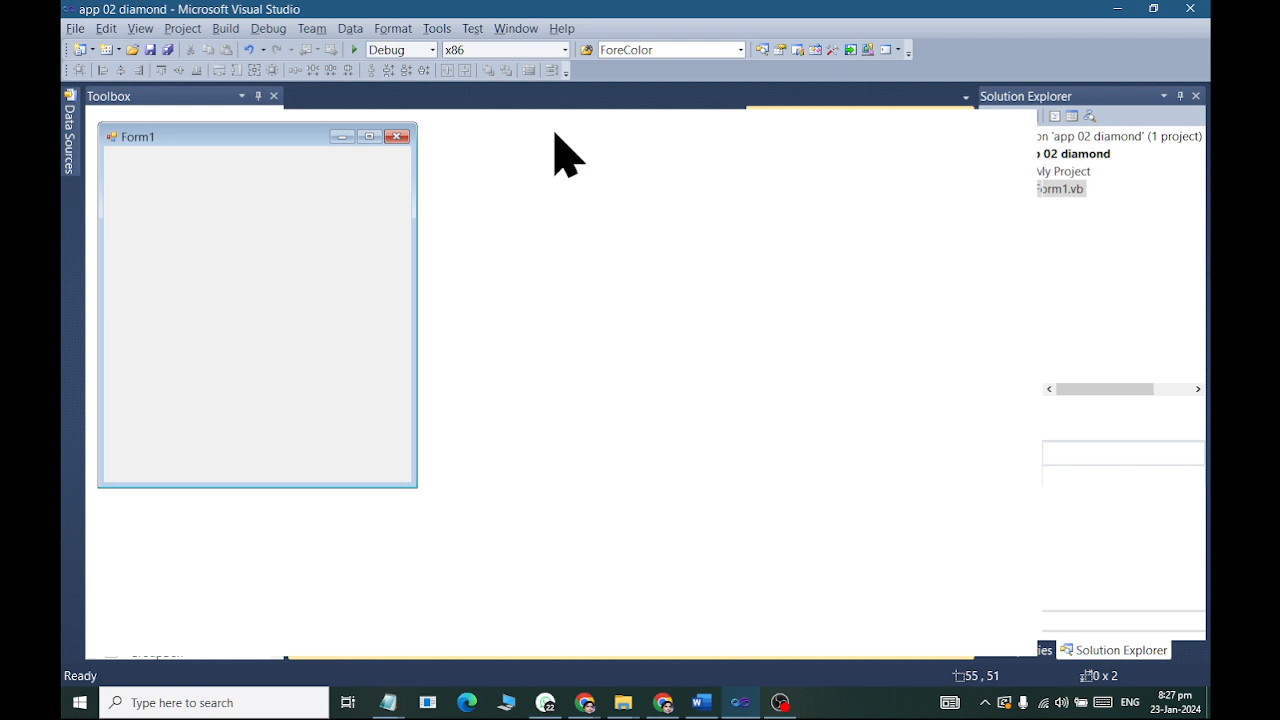 app 02 diamond - Microsoft Visual Studio
File Edit View Project Build Debug Team Data Format Tools Test Window Help
Debug x86 ForeColor
Data Sources
Toolbox
Form1
Solution Explorer
on 'app 02 diamond' (1 project)
02 diamond
My Project
Form1.vb
Solution Explorer
Ready
55 , 51
0 x 2
Type here to search
ENG
8:27 pm
23-Jan-2024